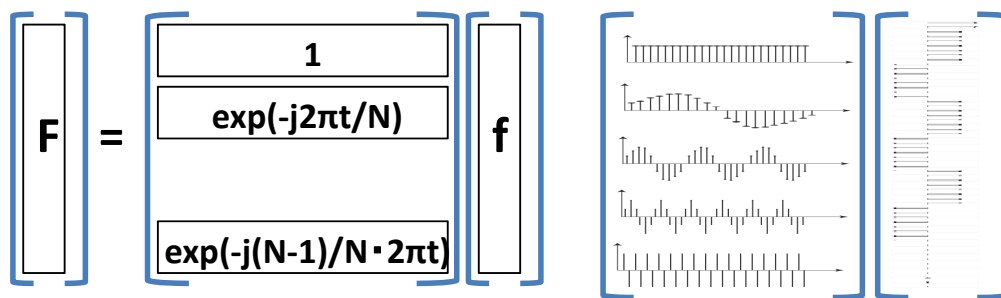 1
F = exp(-j2πt/N) f
exp(-j(N-1)/N·2πt)